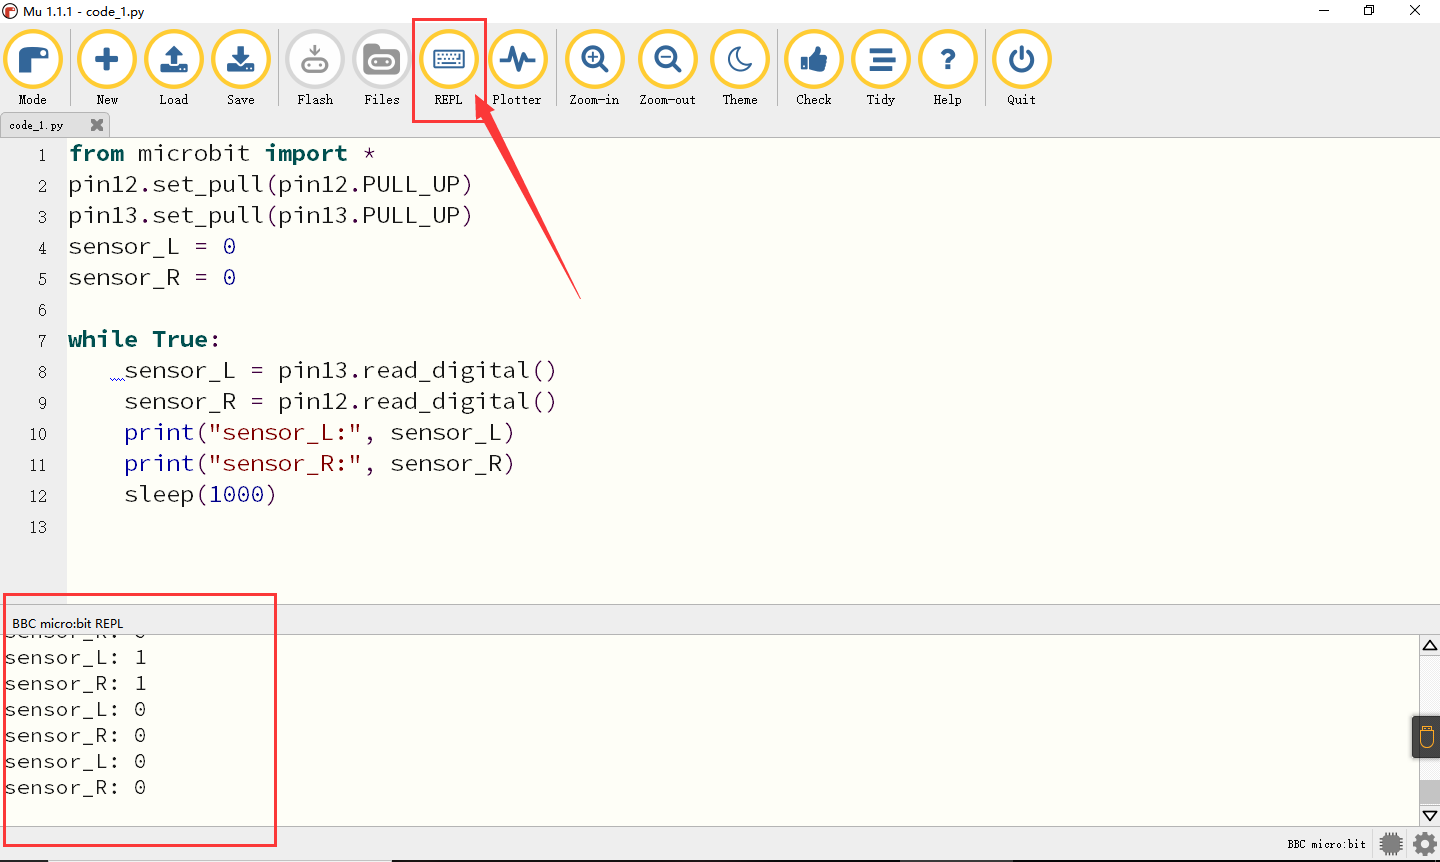 Mu 1.1.1 - code_1.py
Mode New Load Save Flash Files REPL Plotter Zoom-in Zoom-out Theme Check Tidy Help Quit
code_1.py
1 from microbit import *
2 pin12.set_pull(pin12.PULL_UP)
3 pin13.set_pull(pin13.PULL_UP)
4 sensor_L = 0
5 sensor_R = 0
6
7 while True:
8 sensor_L = pin13.read_digital()
9 sensor_R = pin12.read_digital()
10 print("sensor_L:", sensor_L)
11 print("sensor_R:", sensor_R)
12 sleep(1000)
13
BBC micro:bit REPL
sensor_R: 0
sensor_L: 1
sensor_R: 1
sensor_L: 0
sensor_R: 0
sensor_L: 0
sensor_R: 0
BBC micro:bit